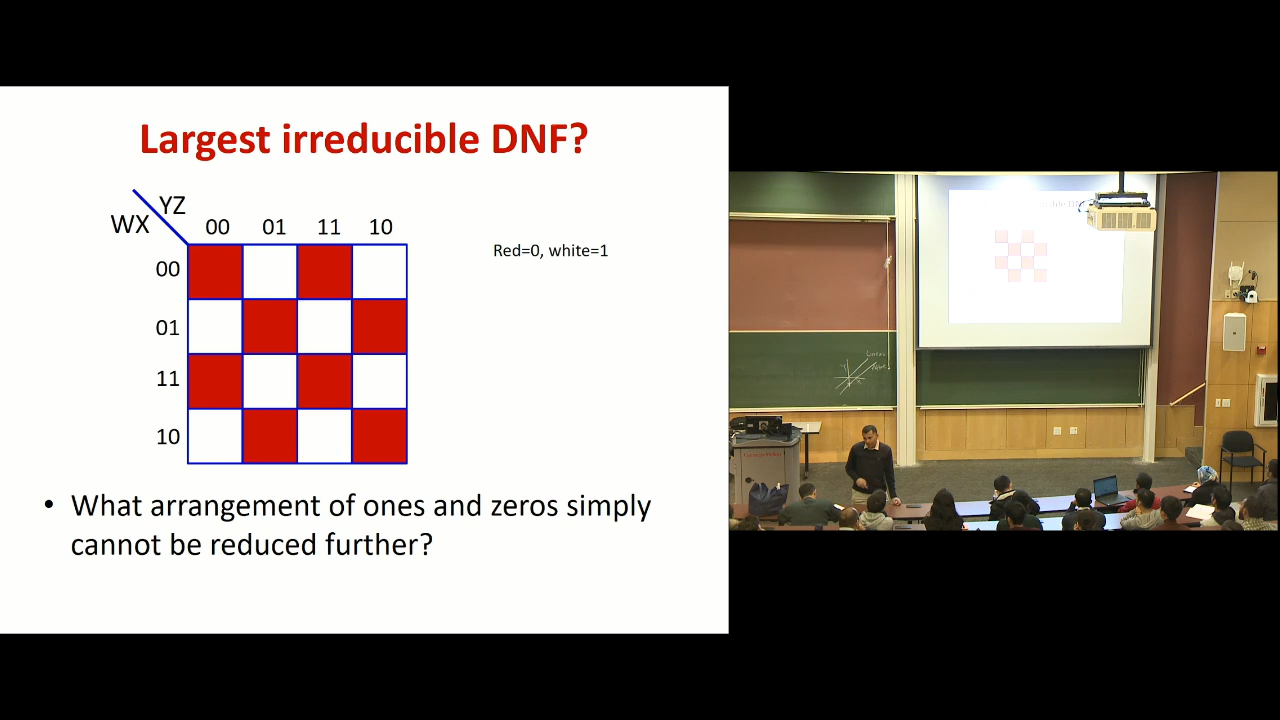 Largest irreducible DNF?
YZ
WX
00 01 11 10
Red=0, white=1
00
01
11
10
• What arrangement of ones and zeros simply
cannot be reduced further?